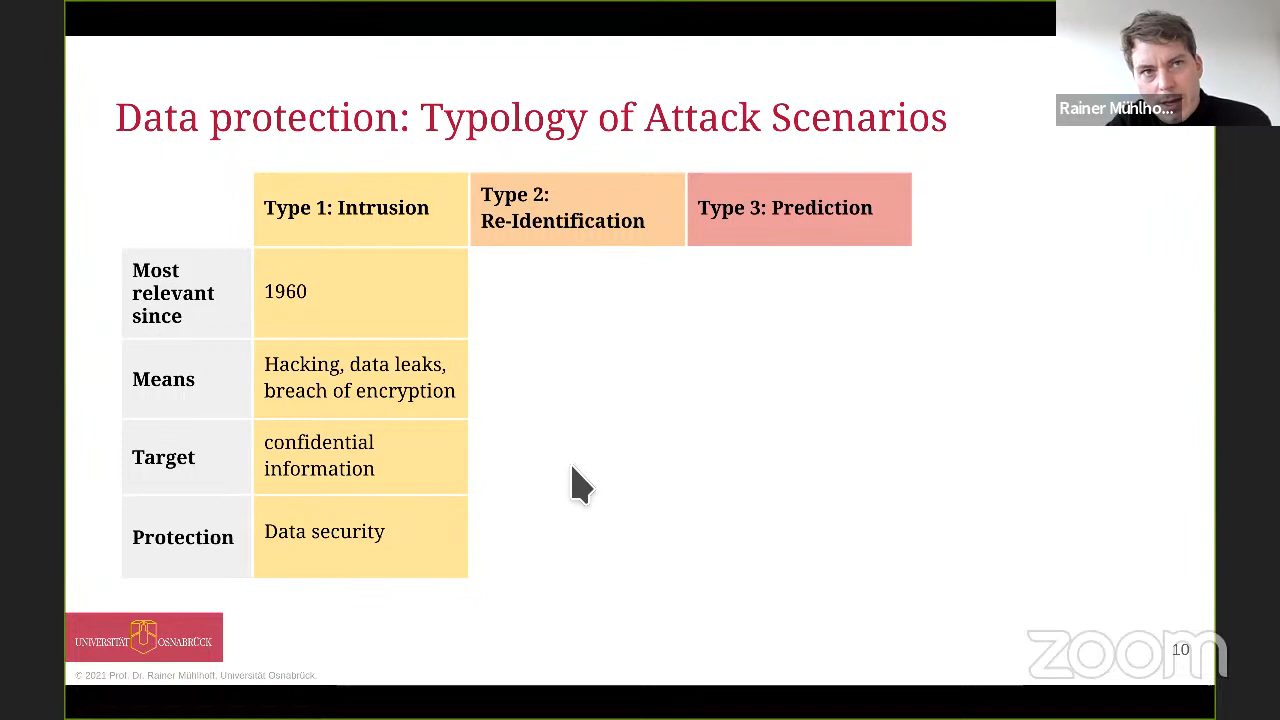 Rainer Mühlho...
Data protection: Typology of Attack Scenarios
Type 1: Intrusion
Type 2:
Re-Identification
Type 3: Prediction
Most
relevant
since
1960
Means
Hacking, data leaks,
breach of encryption
Target
confidential
information
Protection
Data security
UNIVERSITÄT OSNABRÜCK
zoom
10
© 2021 Prof. Dr. Rainer Mühlhoff, Universität Osnabrück.